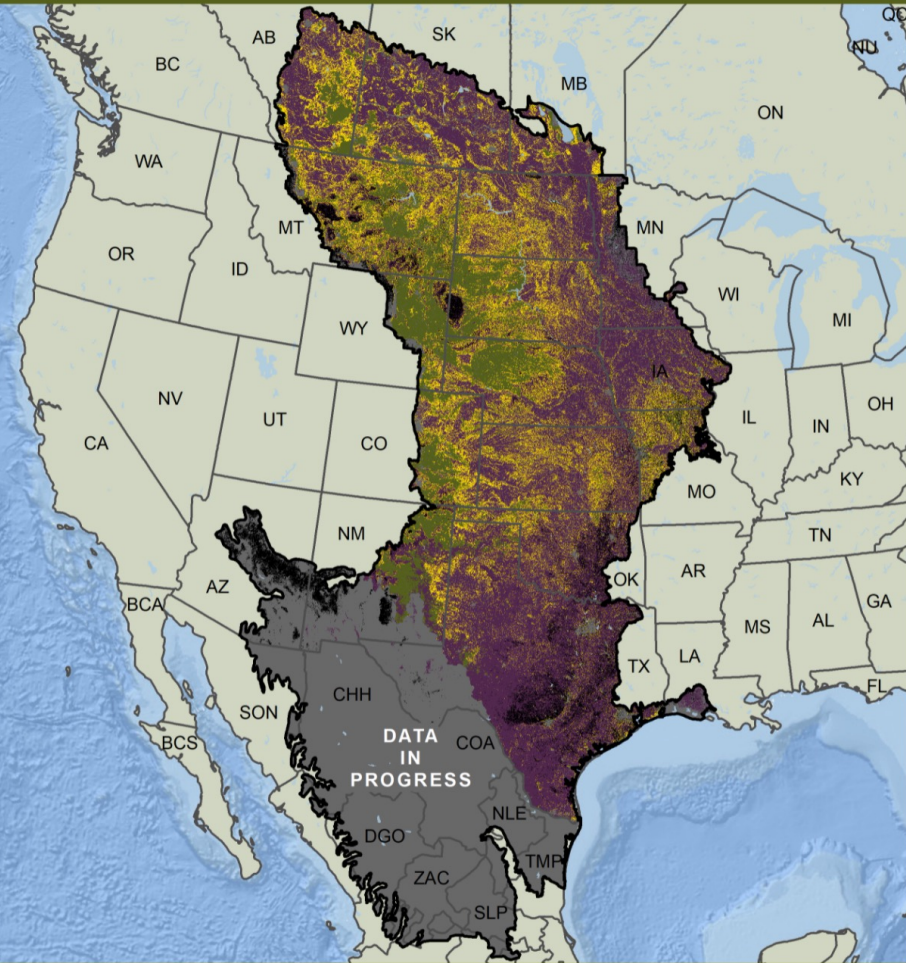 QC
AB
SK
NU
BC
MB
ON
WA
MT
MN
OR
ID
WI
WY
MI
IA
NV
UT
IL
IN
OH
CA
CO
KY
MO
NM
TN
AZ
OK
AR
BCA
MS
AL
GA
TX
LA
FL
CHH
SON
DATA
IN
PROGRESS
COA
BCS
NLE
DGO
TMP
ZAC
SLP